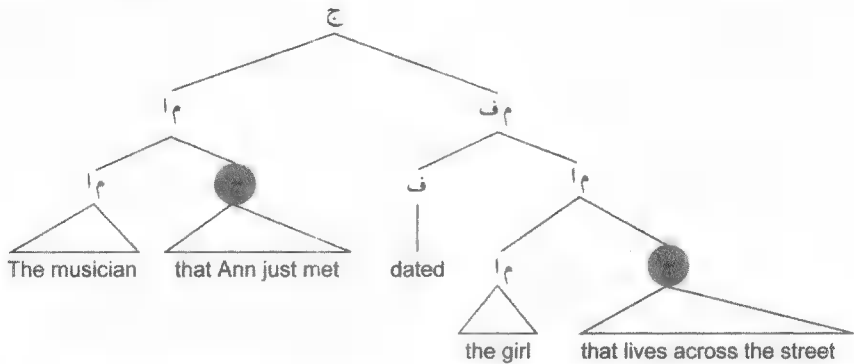 ج
م ا م ف
م ا ج ف م ا
The musician that Ann just met dated م ا
the girl that lives across the street